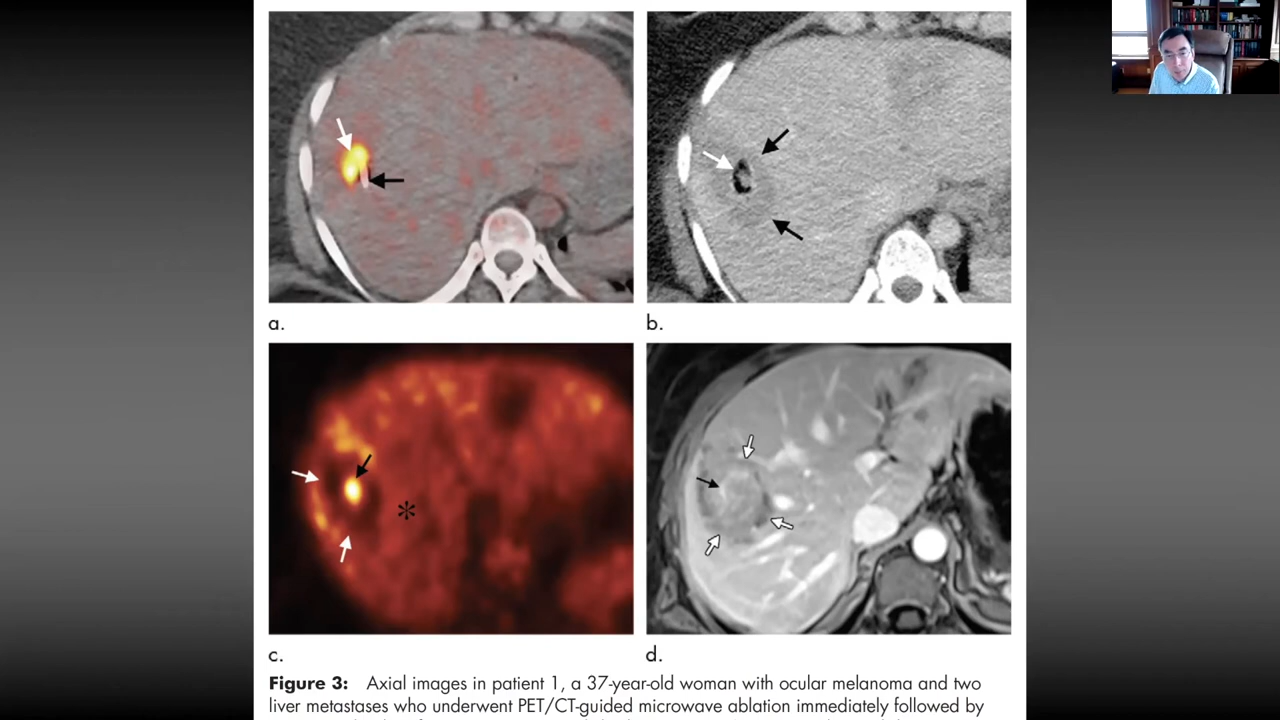 a.
b.
c.
*
d.
Figure 3: Axial images in patient 1, a 37-year-old woman with ocular melanoma and two
liver metastases who underwent PET/CT-guided microwave ablation immediately followed by